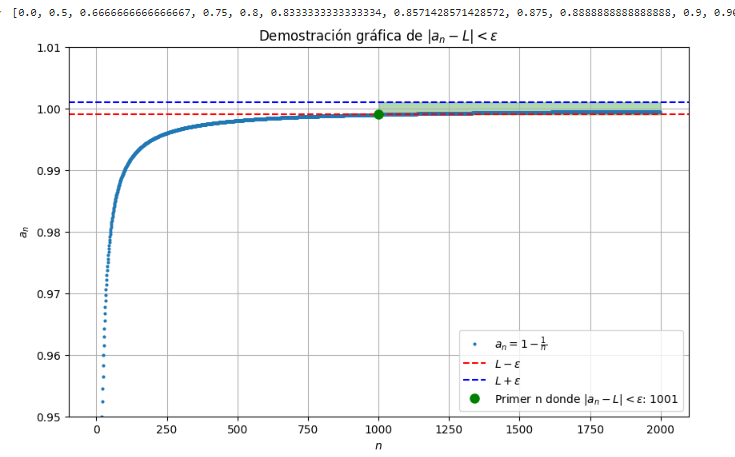 [0.0, 0.5, 0.6666666666666667, 0.75, 0.8, 0.8333333333333334, 0.8571428571428572, 0.875, 0.8888888888888888, 0.9, 0.90
Demostración gráfica de |aₙ − L| < ε
1.01
1.00
0.99
0.98
0.97
0.96
0.95
aₙ
0
250
500
750
1000
1250
1500
1750
2000
n
aₙ = 1 − 1/n
L − ε
L + ε
Primer n donde |aₙ − L| < ε: 1001